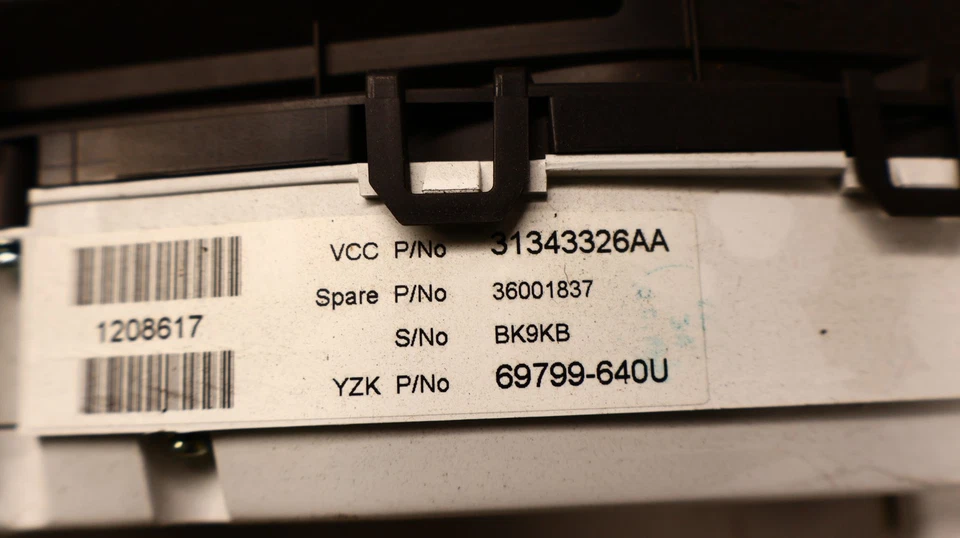 VCC P/No 31343326AA
Spare P/No 36001837
1208617
S/No BK9KB
YZK P/No 69799-640U